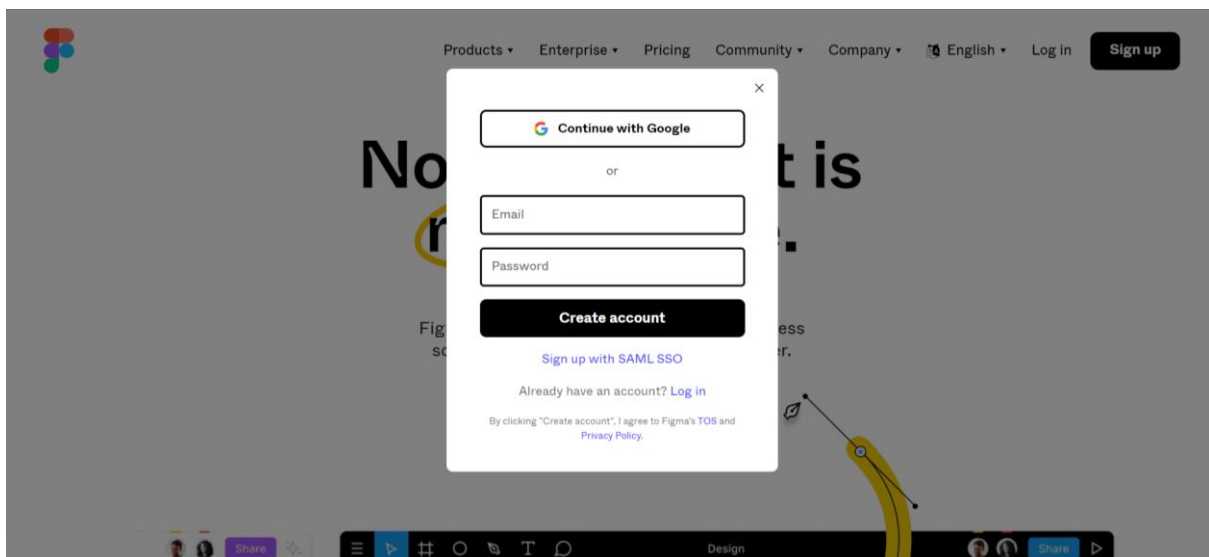 Products Enterprise Pricing Community Company English Log in Sign up
Continue with Google
or
Email
Password
Create account
Sign up with SAML SSO
Already have an account? Log in
By clicking "Create account", I agree to Figma's TOS and
Privacy Policy.
No t is
Fig ess
so r.
Share Design Share